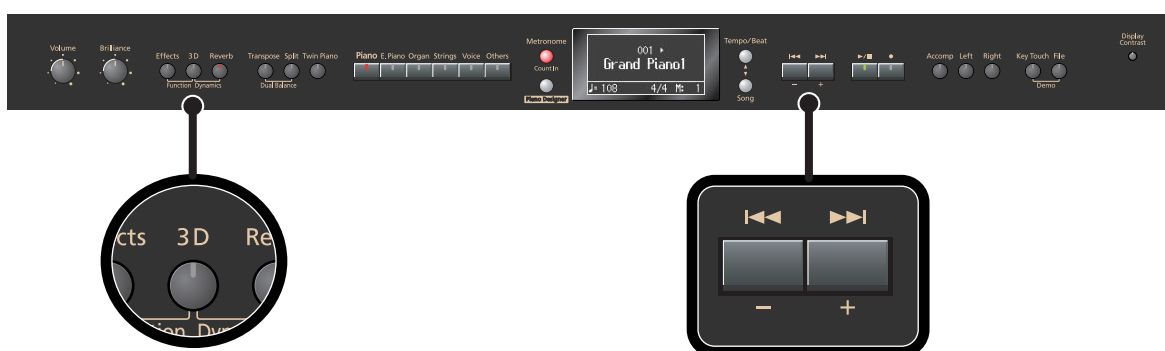 Volume
Brilliance
Effects 3D Reverb
Function Dynamics
Transpose Split Twin Piano
Dual Balance
Piano E.Piano Organ Strings Voice Others
Metronome
Count In
Piano Designer
001
Grand Piano1
♩= 108 4/4 M: 1
Tempo/Beat
Song
− +
Accomp Left Right
Key Touch File
Demo
Display
Contrast
cts 3D Re
ion Dyn
− +